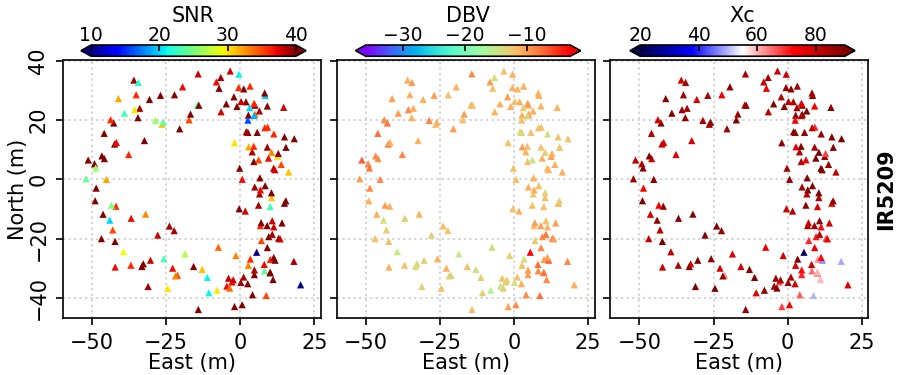 SNR DBV Xc
10 20 30 40 −30 −20 −10 20 40 60 80
40
20
0
−20
−40
North (m)
−50 −25 0 25 −50 −25 0 25 −50 −25 0 25
East (m) East (m) East (m)
IR5209